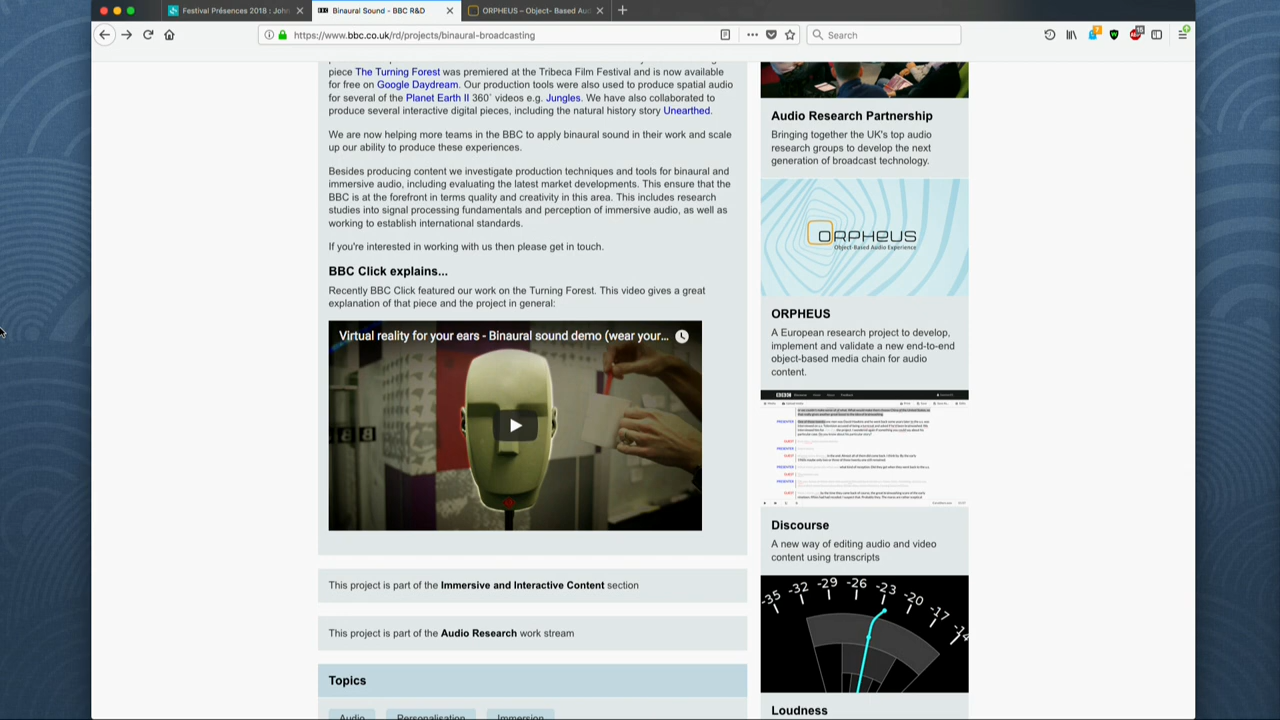 Festival Présences 2018 : John
Binaural Sound - BBC R&D
ORPHEUS – Object- Based Aud
https://www.bbc.co.uk/rd/projects/binaural-broadcasting
Search
piece The Turning Forest was premiered at the Tribeca Film Festival and is now available
for free on Google Daydream. Our production tools were also used to produce spatial audio
for several of the Planet Earth II 360˚ videos e.g. Jungles. We have also collaborated to
produce several interactive digital pieces, including the natural history story Unearthed.
We are now helping more teams in the BBC to apply binaural sound in their work and scale
up our ability to produce these experiences.
Besides producing content we investigate production techniques and tools for binaural and
immersive audio, including evaluating the latest market developments. This ensure that the
BBC is at the forefront in terms quality and creativity in this area. This includes research
studies into signal processing fundamentals and perception of immersive audio, as well as
working to establish international standards.
If you're interested in working with us then please get in touch.
BBC Click explains...
Recently BBC Click featured our work on the Turning Forest. This video gives a great
explanation of that piece and the project in general:
Virtual reality for your ears - Binaural sound demo (wear your...
This project is part of the Immersive and Interactive Content section
This project is part of the Audio Research work stream
Topics
Audio
Personalisation
Immersion
Audio Research Partnership
Bringing together the UK's top audio
research groups to develop the next
generation of broadcast technology.
ORPHEUS
Object-Based Audio Experience
ORPHEUS
A European research project to develop,
implement and validate a new end-to-end
object-based media chain for audio
content.
PRESENTER
GUEST
PRESENTER
GUEST
PRESENTER
GUEST
PRESENTER
GUEST
Discourse
A new way of editing audio and video
content using transcripts
-35 -32 -29 -26 -23 -20 -17 -14
Loudness